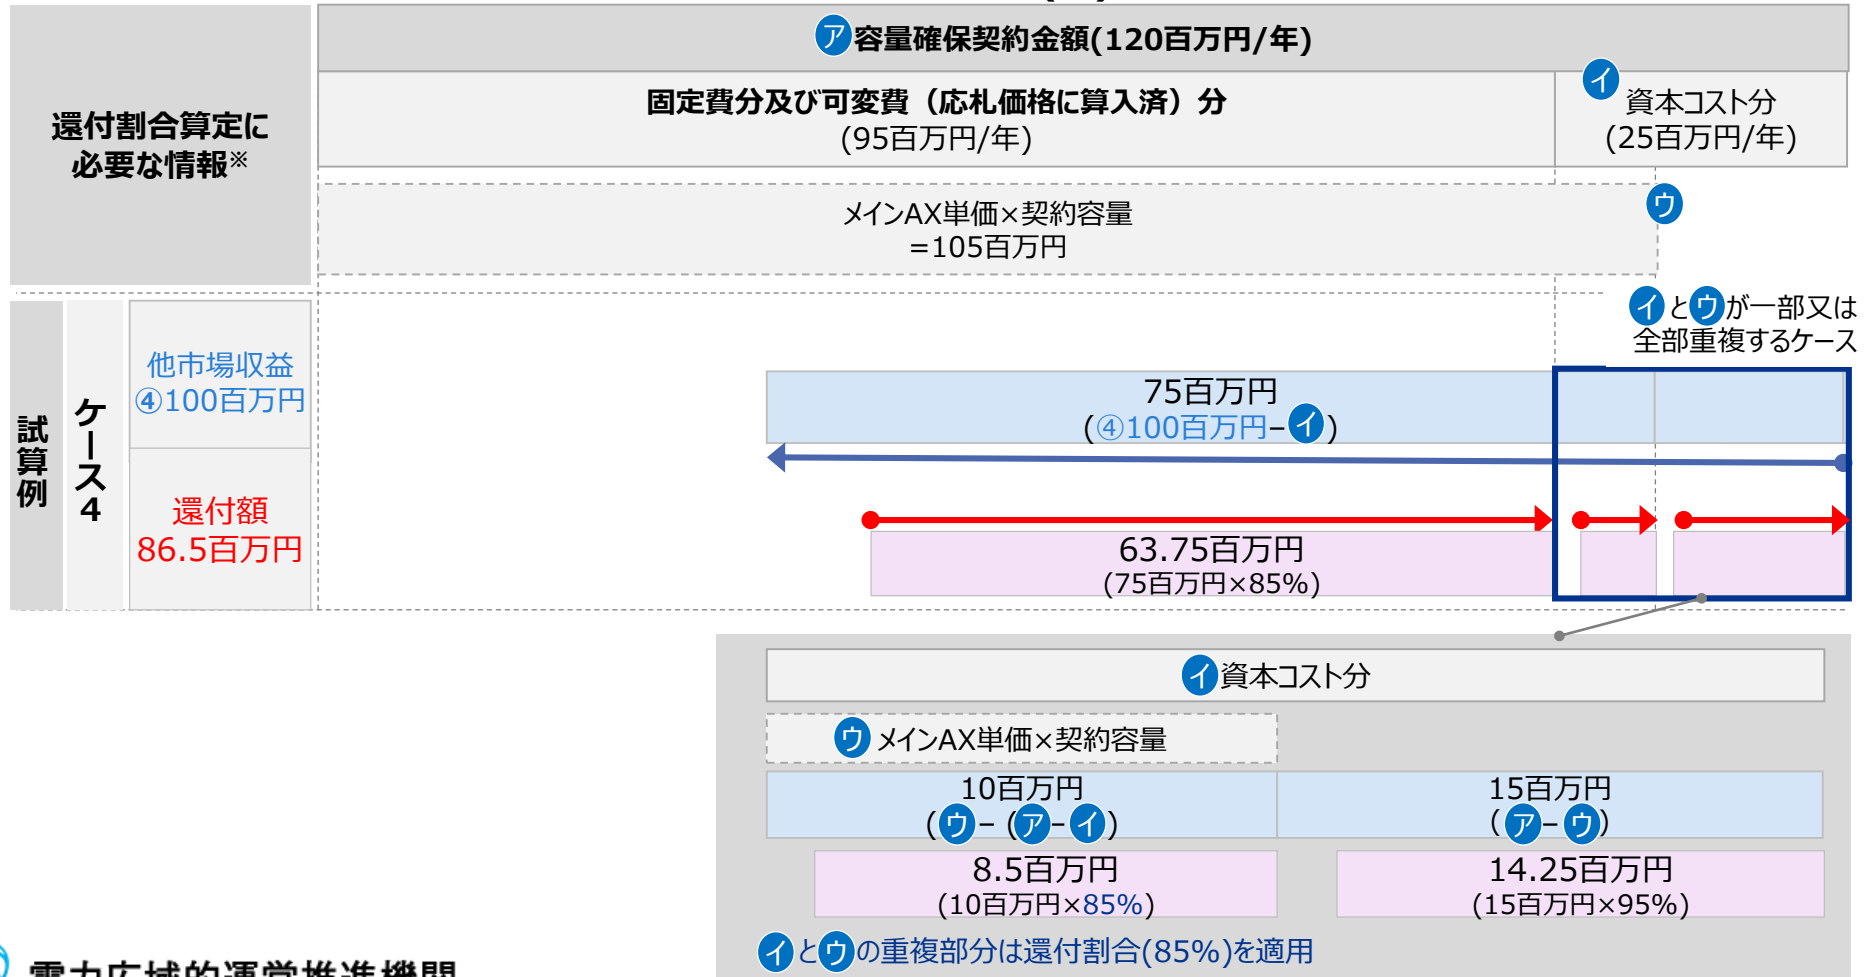 ア容量確保契約金額(120百万円/年)
還付割合算定に
必要な情報※
固定費分及び可変費（応札価格に算入済）分
(95百万円/年)
イ
資本コスト分
(25百万円/年)
メインAX単価×契約容量
=105百万円
ウ
イとウが一部又は
全部重複するケース
試算例
ケース4
他市場収益
④100百万円
75百万円
(④100百万円–イ)
還付額
86.5百万円
63.75百万円
(75百万円×85%)
イ資本コスト分
ウメインAX単価×契約容量
10百万円
(ウ–(ア–イ)
15百万円
(ア–ウ)
8.5百万円
(10百万円×85%)
14.25百万円
(15百万円×95%)
イとウの重複部分は還付割合(85%)を適用
電力広域的運営推進機関